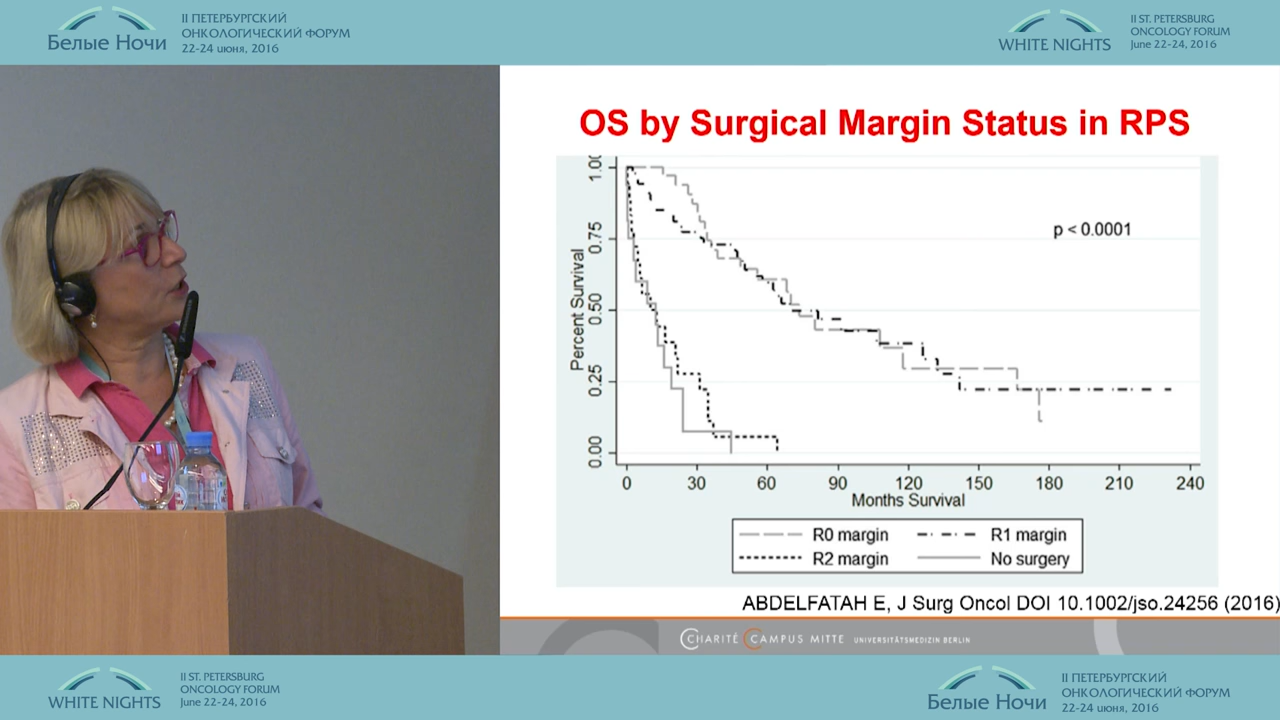 II ПЕТЕРБУРГСКИЙ
ОНКОЛОГИЧЕСКИЙ ФОРУМ
Белые Ночи
22-24 июня, 2016
II ST. PETERSBURG
ONCOLOGY FORUM
WHITE NIGHTS
June 22-24, 2016
OS by Surgical Margin Status in RPS
1.00
0.75
0.50
0.25
0.00
Percent Survival
p < 0.0001
0 30 60 90 120 150 180 210 240
Months Survival
R0 margin R1 margin
R2 margin No surgery
ABDELFATAH E, J Surg Oncol DOI 10.1002/jso.24256 (2016)
CHARITÉ CAMPUS MITTE UNIVERSITÄTSMEDIZIN BERLIN
II ST. PETERSBURG
ONCOLOGY FORUM
WHITE NIGHTS
June 22-24, 2016
II ПЕТЕРБУРГСКИЙ
ОНКОЛОГИЧЕСКИЙ ФОРУМ
Белые Ночи
22-24 июня, 2016